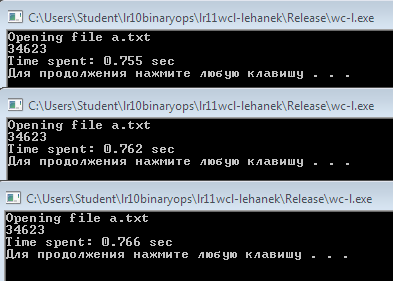 C:\Users\Student\lr10binaryops\lr11wcl-lehanek\Release\wc-l.exe
Opening file a.txt
34623
Time spent: 0.755 sec
Для продолжения нажмите любую клавишу . . .
C:\Users\Student\lr10binaryops\lr11wcl-lehanek\Release\wc-l.exe
Opening file a.txt
34623
Time spent: 0.762 sec
Для продолжения нажмите любую клавишу . . .
C:\Users\Student\lr10binaryops\lr11wcl-lehanek\Release\wc-l.exe
Opening file a.txt
34623
Time spent: 0.766 sec
Для продолжения нажмите любую клавишу . . .